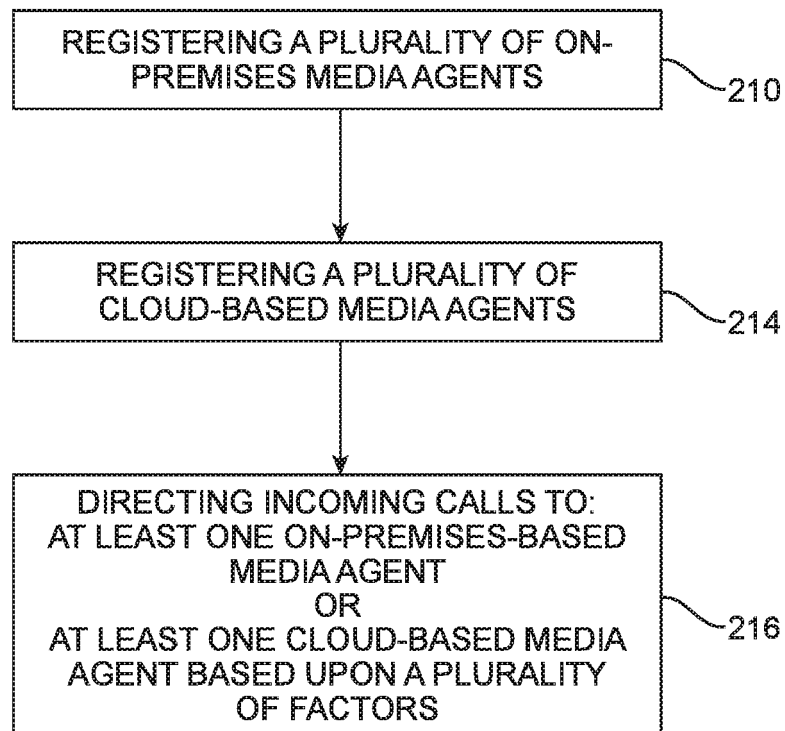 REGISTERING A PLURALITY OF ON-
PREMISES MEDIA AGENTS
210
REGISTERING A PLURALITY OF
CLOUD-BASED MEDIA AGENTS
214
DIRECTING INCOMING CALLS TO:
AT LEAST ONE ON-PREMISES-BASED
MEDIA AGENT
OR
AT LEAST ONE CLOUD-BASED MEDIA
AGENT BASED UPON A PLURALITY
OF FACTORS
216